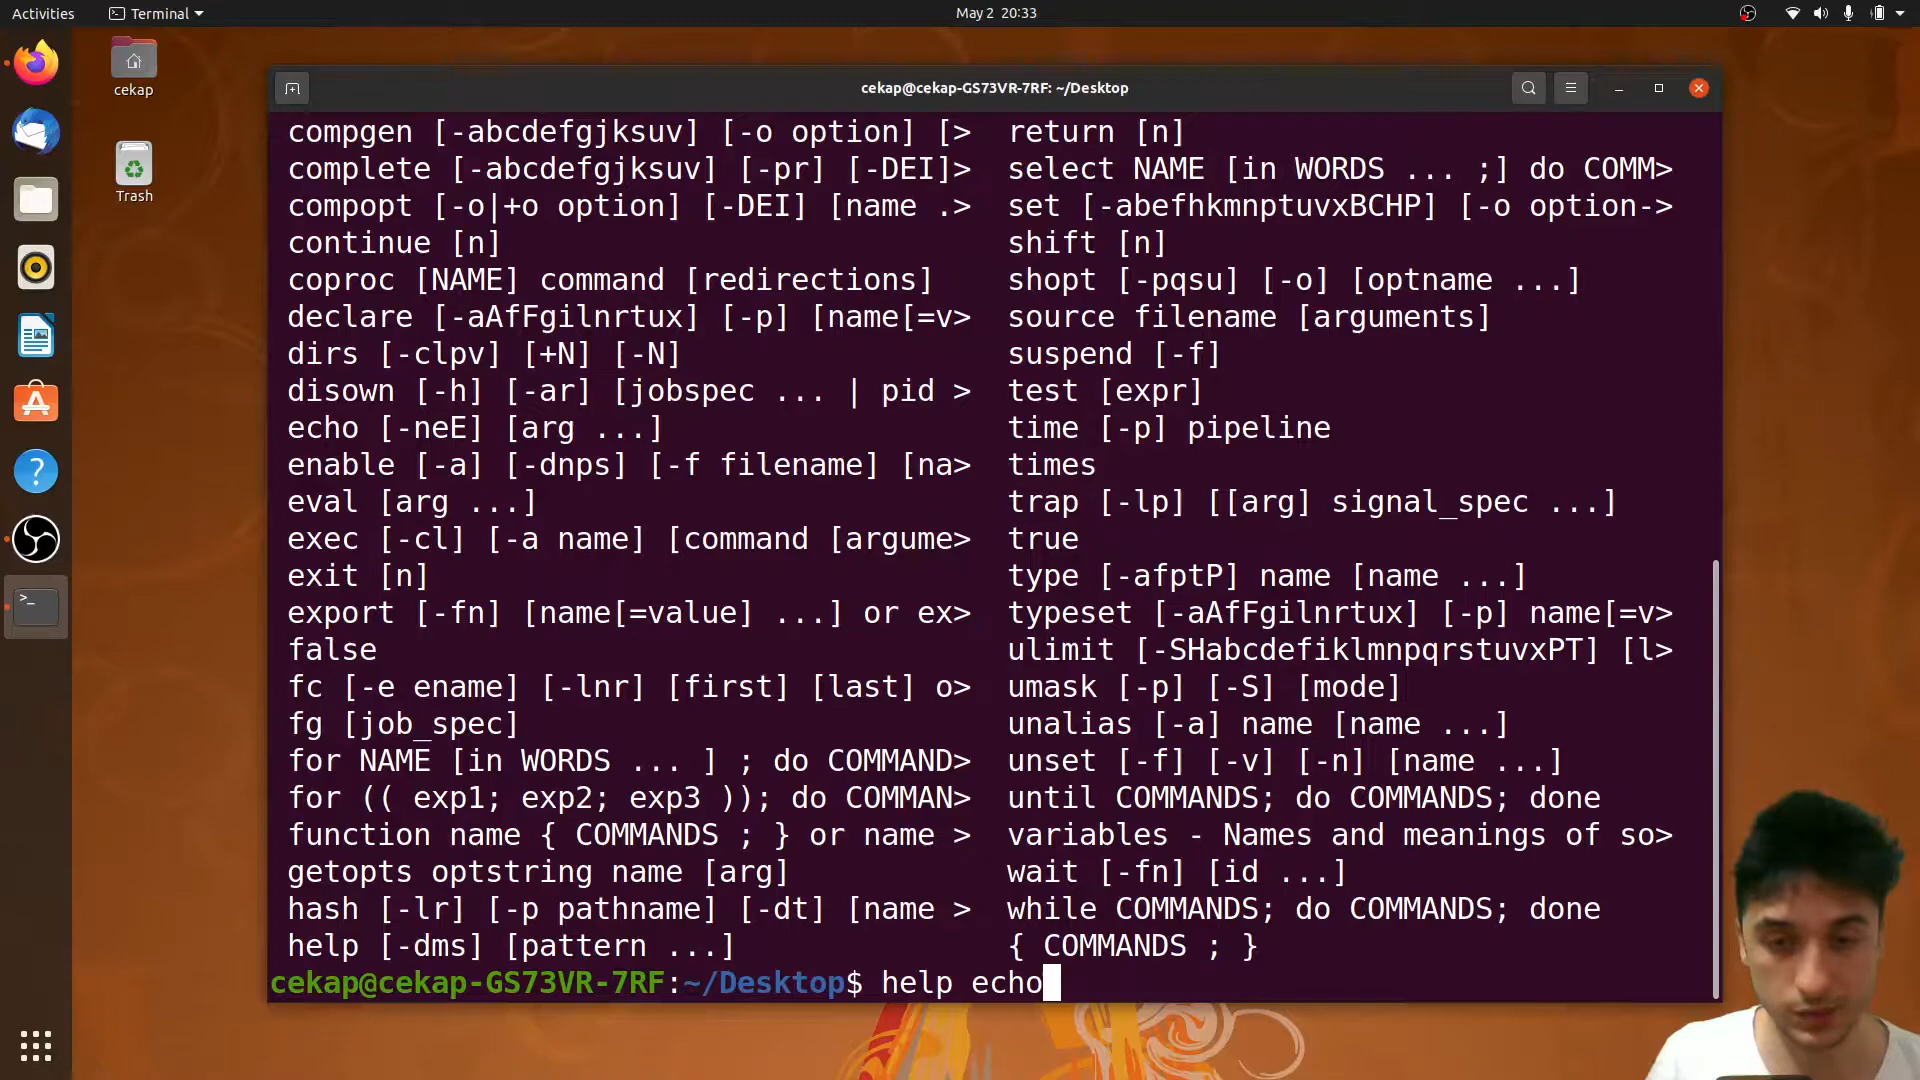 Activities
Terminal
May 2 20:33
cekap
Trash
cekap@cekap-GS73VR-7RF: ~/Desktop
compgen [-abcdefgjksuv] [-o option] [> return [n]
complete [-abcdefgjksuv] [-pr] [-DEI]> select NAME [in WORDS ... ;] do COMM>
compopt [-o|+o option] [-DEI] [name .> set [-abefhkmnptuvxBCHP] [-o option->
continue [n] shift [n]
coproc [NAME] command [redirections] shopt [-pqsu] [-o] [optname ...]
declare [-aAfFgilnrtux] [-p] [name[=v> source filename [arguments]
dirs [-clpv] [+N] [-N] suspend [-f]
disown [-h] [-ar] [jobspec ... | pid > test [expr]
echo [-neE] [arg ...] time [-p] pipeline
enable [-a] [-dnps] [-f filename] [na> times
eval [arg ...] trap [-lp] [[arg] signal_spec ...]
exec [-cl] [-a name] [command [argume> true
exit [n] type [-afptP] name [name ...]
export [-fn] [name[=value] ...] or ex> typeset [-aAfFgilnrtux] [-p] name[=v>
false ulimit [-SHabcdefiklmnpqrstuvxPT] [l>
fc [-e ename] [-lnr] [first] [last] o> umask [-p] [-S] [mode]
fg [job_spec] unalias [-a] name [name ...]
for NAME [in WORDS ... ] ; do COMMAND> unset [-f] [-v] [-n] [name ...]
for (( exp1; exp2; exp3 )); do COMMAN> until COMMANDS; do COMMANDS; done
function name { COMMANDS ; } or name > variables - Names and meanings of so>
getopts optstring name [arg] wait [-fn] [id ...]
hash [-lr] [-p pathname] [-dt] [name > while COMMANDS; do COMMANDS; done
help [-dms] [pattern ...] { COMMANDS ; }
cekap@cekap-GS73VR-7RF:~/Desktop$ help echo